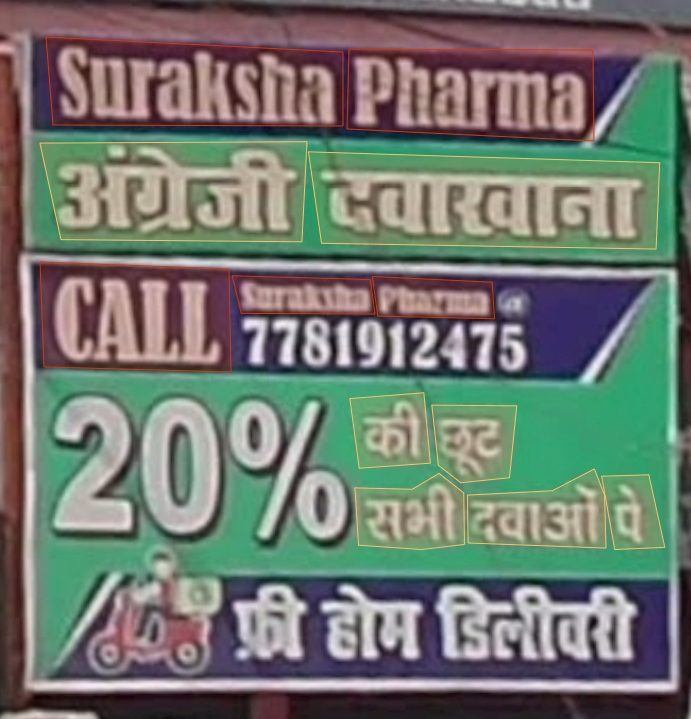 Suraksha Pharma
अंग्रेजी दवाखाना
CALL Suraksha Pharma @
7781912475
20% की छूट
सभी दवाओं पे
फ्री होम डिलीवरी